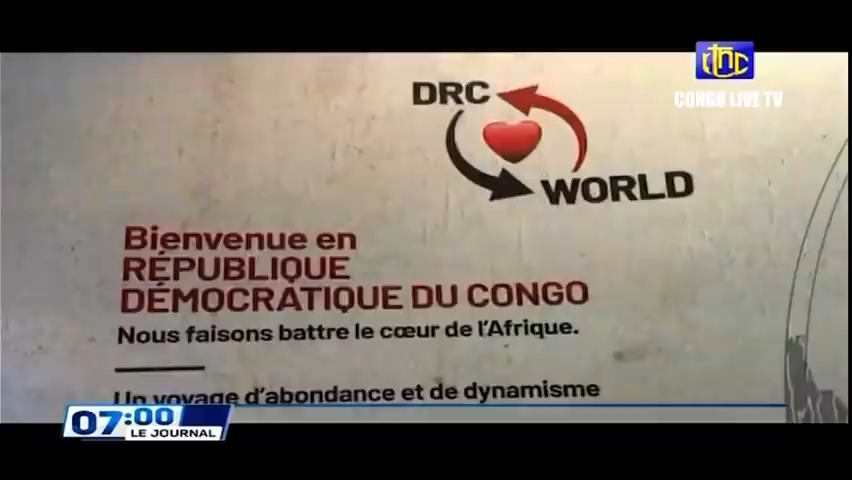 rtnc
CONGO LIVE TV
DRC
WORLD
Bienvenue en
RÉPUBLIQUE
DÉMOCRATIQUE DU CONGO
Nous faisons battre le cœur de l'Afrique.
Un voyage d'abondance et de dynamisme
07:00
LE JOURNAL